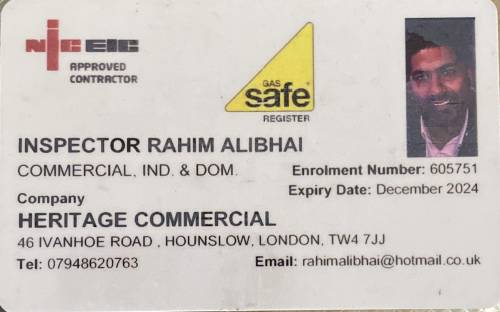 NICEIC
APPROVED
CONTRACTOR
GAS
safe
REGISTER
INSPECTOR RAHIM ALIBHAI
COMMERCIAL, IND. & DOM.
Enrolment Number: 605751
Expiry Date: December 2024
Company
HERITAGE COMMERCIAL
46 IVANHOE ROAD , HOUNSLOW, LONDON, TW4 7JJ
Tel: 07948620763 Email: rahimalibhai@hotmail.co.uk